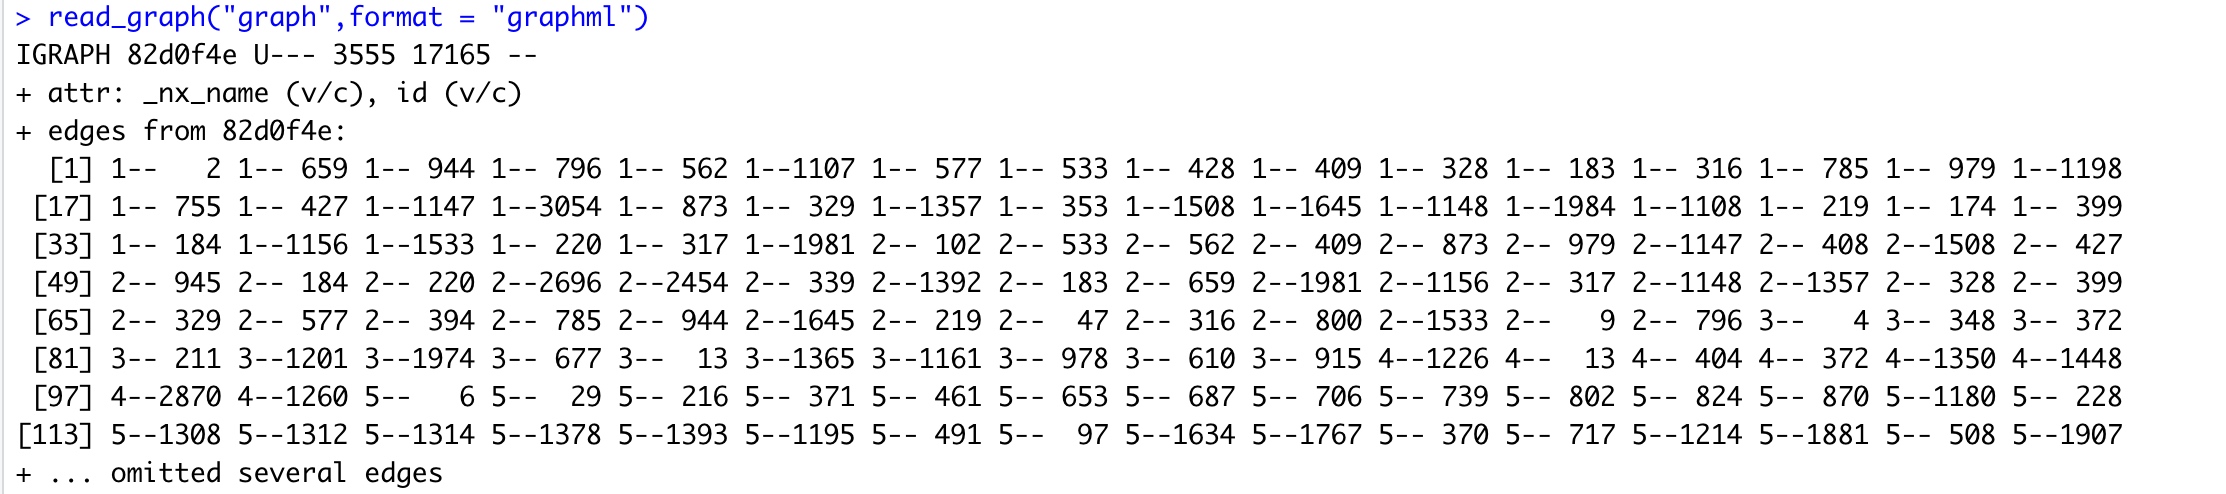 > read_graph("graph",format = "graphml")
IGRAPH 82d0f4e U--- 3555 17165 --
+ attr: _nx_name (v/c), id (v/c)
+ edges from 82d0f4e:
  [1] 1--   2 1-- 659 1-- 944 1-- 796 1-- 562 1--1107 1-- 577 1-- 533 1-- 428 1-- 409 1-- 328 1-- 183 1-- 316 1-- 785 1-- 979 1--1198
 [17] 1-- 755 1-- 427 1--1147 1--3054 1-- 873 1-- 329 1--1357 1-- 353 1--1508 1--1645 1--1148 1--1984 1--1108 1-- 219 1-- 174 1-- 399
 [33] 1-- 184 1--1156 1--1533 1-- 220 1-- 317 1--1981 2-- 102 2-- 533 2-- 562 2-- 409 2-- 873 2-- 979 2--1147 2-- 408 2--1508 2-- 427
 [49] 2-- 945 2-- 184 2-- 220 2--2696 2--2454 2-- 339 2--1392 2-- 183 2-- 659 2--1981 2--1156 2-- 317 2--1148 2--1357 2-- 328 2-- 399
 [65] 2-- 329 2-- 577 2-- 394 2-- 785 2-- 944 2--1645 2-- 219 2--  47 2-- 316 2-- 800 2--1533 2--   9 2-- 796 3--   4 3-- 348 3-- 372
 [81] 3-- 211 3--1201 3--1974 3-- 677 3--  13 3--1365 3--1161 3-- 978 3-- 610 3-- 915 4--1226 4--  13 4-- 404 4-- 372 4--1350 4--1448
 [97] 4--2870 4--1260 5--   6 5--  29 5-- 216 5-- 371 5-- 461 5-- 653 5-- 687 5-- 706 5-- 739 5-- 802 5-- 824 5-- 870 5--1180 5-- 228
[113] 5--1308 5--1312 5--1314 5--1378 5--1393 5--1195 5-- 491 5--  97 5--1634 5--1767 5-- 370 5-- 717 5--1214 5--1881 5-- 508 5--1907
+ ... omitted several edges